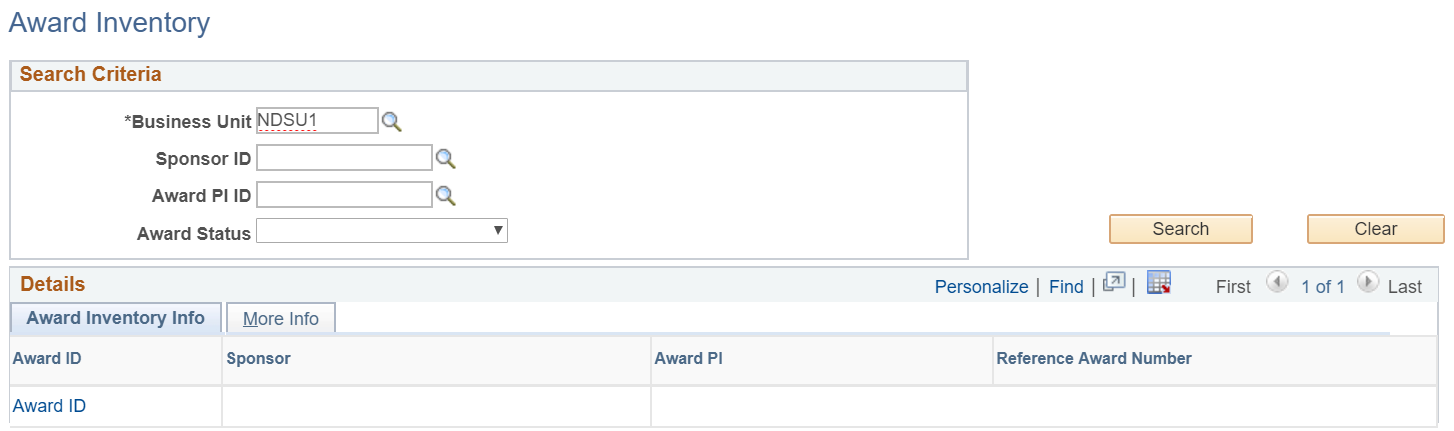 Award Inventory
Search Criteria
*Business Unit NDSU1
Sponsor ID
Award PI ID
Award Status
Search Clear
Details Personalize | Find | | First 1 of 1 Last
Award Inventory Info More Info
Award ID Sponsor Award PI Reference Award Number
Award ID